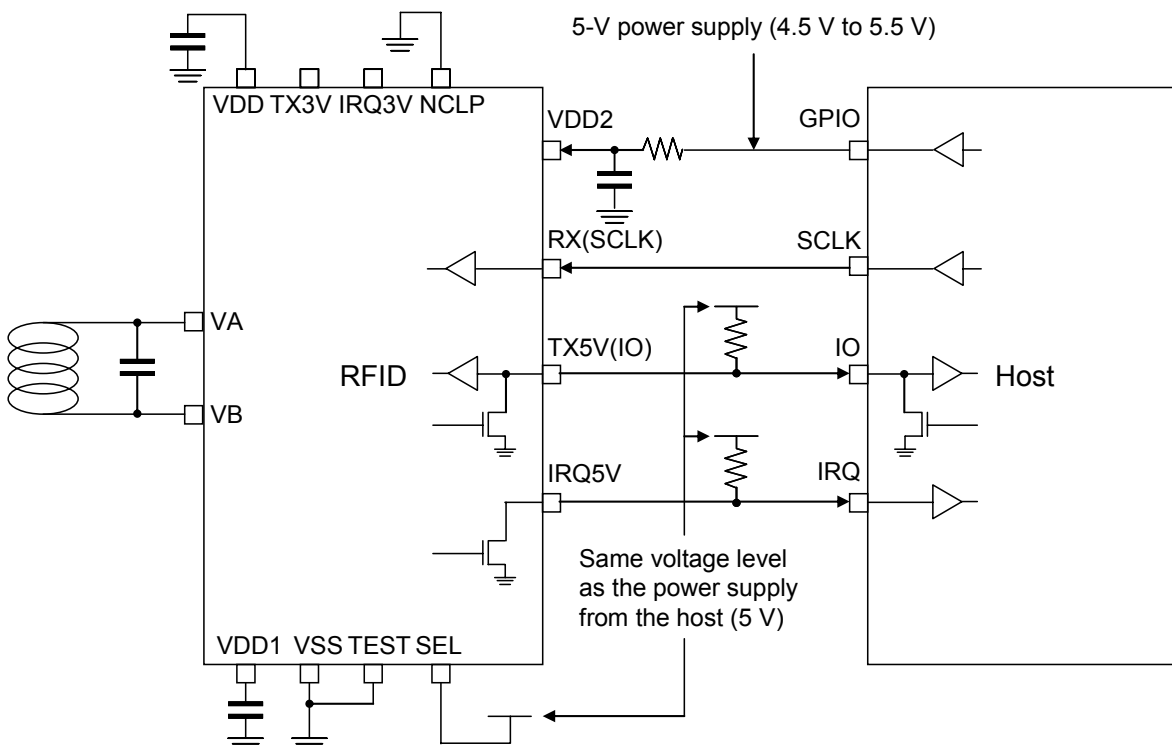 5-V power supply (4.5 V to 5.5 V)
VDD TX3V IRQ3V NCLP
VDD2
GPIO
RX(SCLK)
SCLK
VA
TX5V(IO)
IO
RFID
Host
VB
IRQ5V
IRQ
Same voltage level
as the power supply
from the host (5 V)
VDD1 VSS TEST SEL